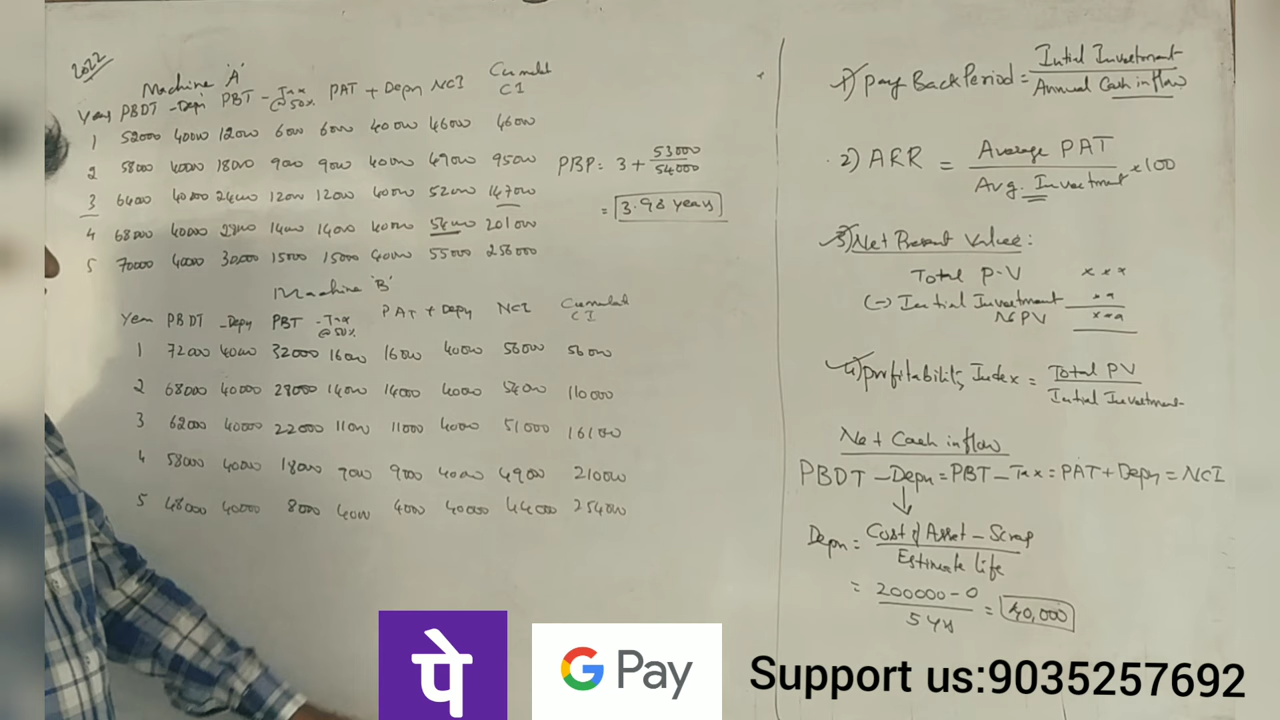 2022
Machine 'A'
Year PBDT - Depn PBT - Tax @50% PAT + Depn NCI Cumulat CI
1 52000 40000 12000 6000 6000 40000 46000 46000
2 58000 40000 18000 9000 9000 40000 49000 95000
3 64000 40000 24000 12000 12000 40000 52000 147000
4 68000 40000 28000 14000 14000 40000 54000 201000
5 70000 40000 30000 15000 15000 40000 55000 256000
PBP = 3 + 53000/54000
= 3.98 years
Machine 'B'
Year PBDT - Depn PBT - Tax @50% PAT + Depn NCI Cumulat CI
1 72000 40000 32000 16000 16000 40000 56000 56000
2 68000 40000 28000 14000 14000 40000 54000 110000
3 62000 40000 22000 11000 11000 40000 51000 161000
4 58000 40000 18000 9000 9000 40000 49000 210000
5 48000 40000 8000 4000 4000 40000 44000 254000
1) Pay Back Period = Initial Investment / Annual Cash inflow
2) ARR = Average PAT / Avg. Investment × 100
3) Net Present Value:
Total P.V ×××
(-) Initial Investment ××
NPV ×××
4) Profitability Index = Total PV / Initial Investment
Net Cash inflow
PBDT - Depn = PBT - Tax = PAT + Depn = NCI
Depn = Cost of Asset - Scrap / Estimate life
= 200000 - 0 / 5 yrs = 40,000
पे
G Pay
Support us:9035257692